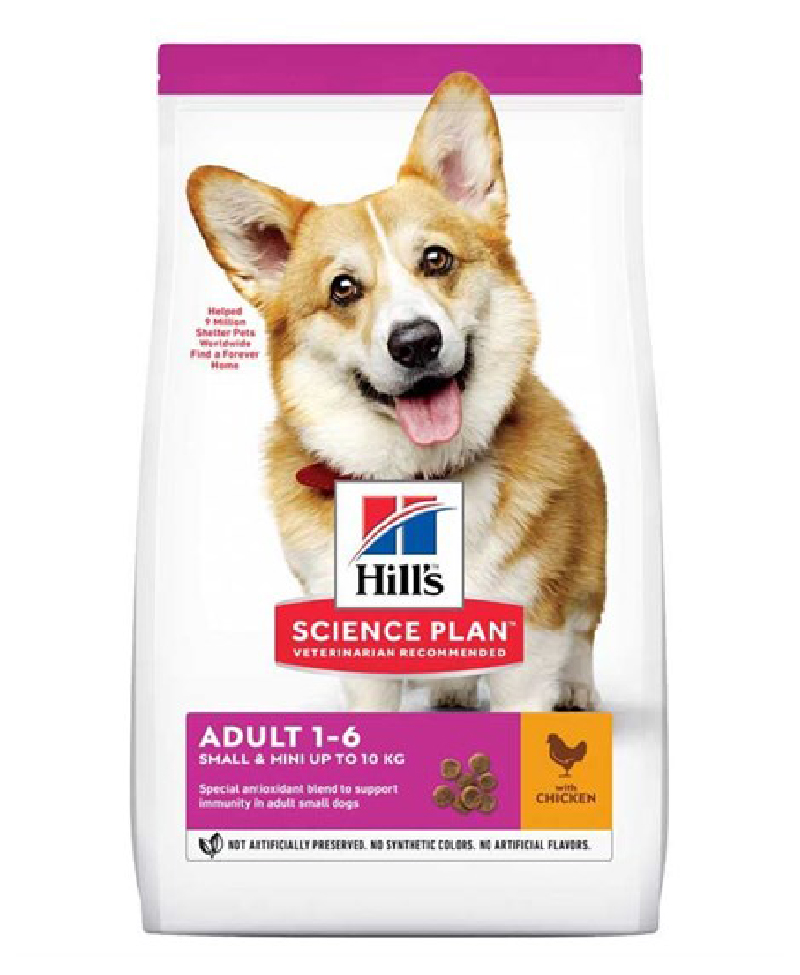 Helped
9 Million
Shelter Pets
Worldwide
Find a Forever
Home
Hill's
SCIENCE PLAN™
VETERINARIAN RECOMMENDED
ADULT 1-6
SMALL & MINI UP TO 10 KG
Special antioxidant blend to support
immunity in adult small dogs
with
CHICKEN
NOT ARTIFICIALLY PRESERVED. NO SYNTHETIC COLORS. NO ARTIFICIAL FLAVORS.